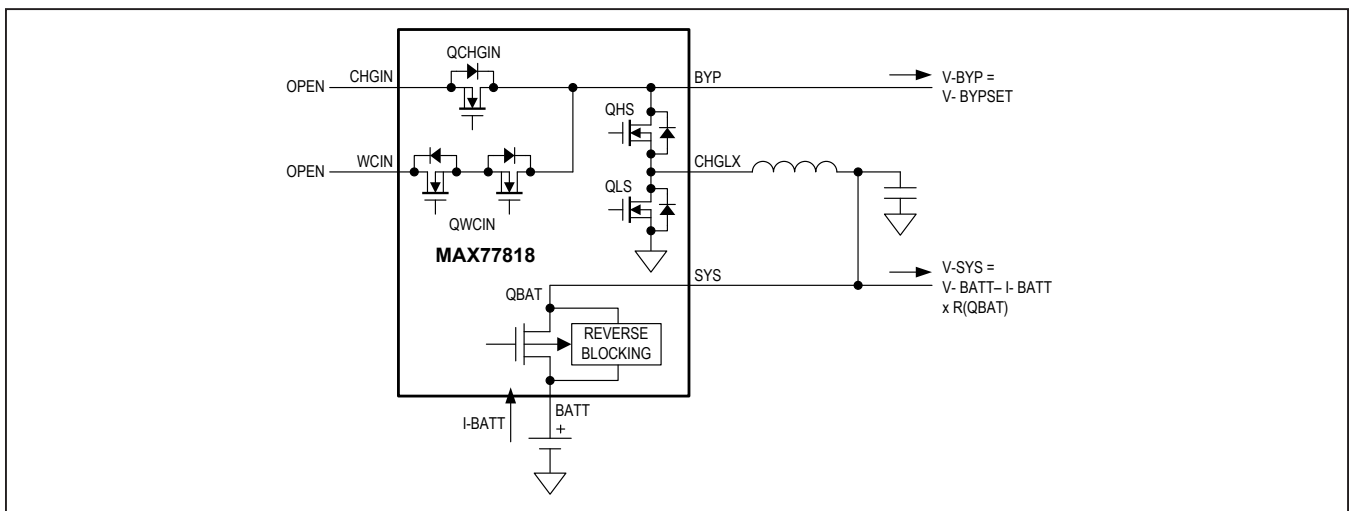 QCHGIN
OPEN
CHGIN
BYP
V-BYP =
V- BYPSET
QHS
OPEN
WCIN
CHGLX
QWCIN
QLS
MAX77818
SYS
V-SYS =
V- BATT– I- BATT
x R(QBAT)
QBAT
REVERSE
BLOCKING
I-BATT
BATT
+